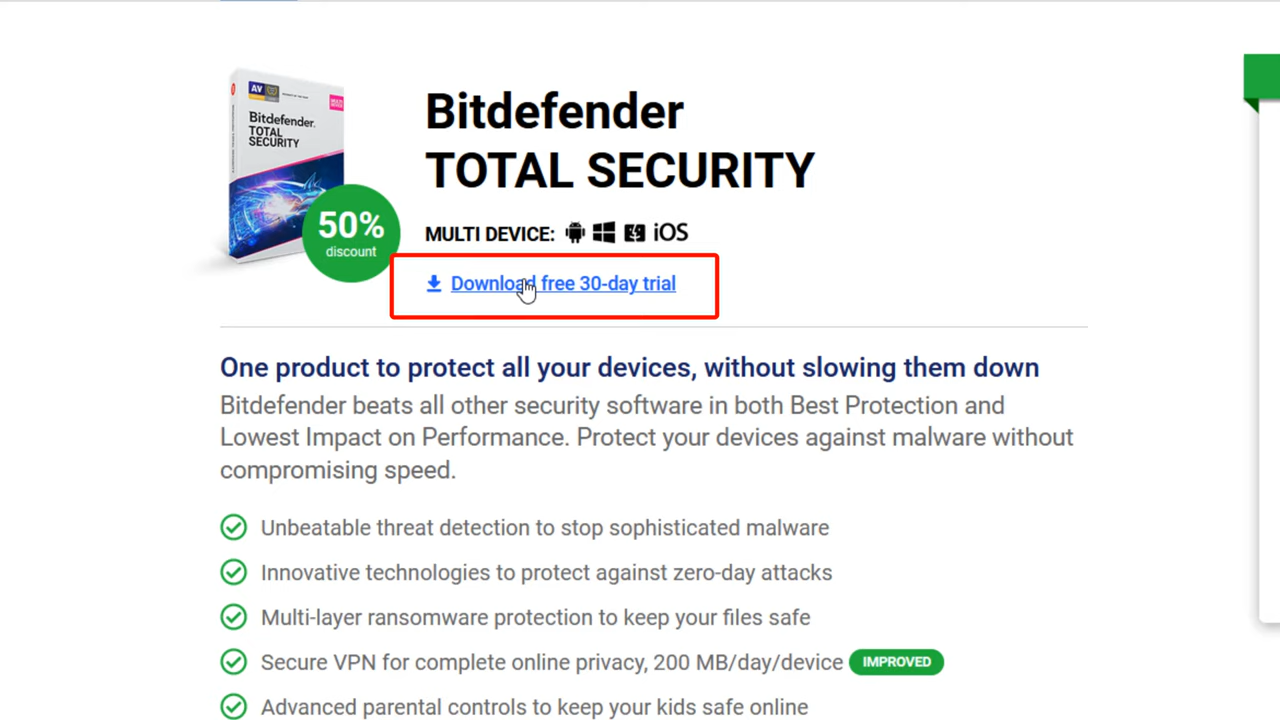 AV
Bitdefender
TOTAL
SECURITY
50%
discount
Bitdefender
TOTAL SECURITY
MULTI DEVICE: iOS
Download free 30-day trial
One product to protect all your devices, without slowing them down
Bitdefender beats all other security software in both Best Protection and
Lowest Impact on Performance. Protect your devices against malware without
compromising speed.
Unbeatable threat detection to stop sophisticated malware
Innovative technologies to protect against zero-day attacks
Multi-layer ransomware protection to keep your files safe
Secure VPN for complete online privacy, 200 MB/day/device IMPROVED
Advanced parental controls to keep your kids safe online